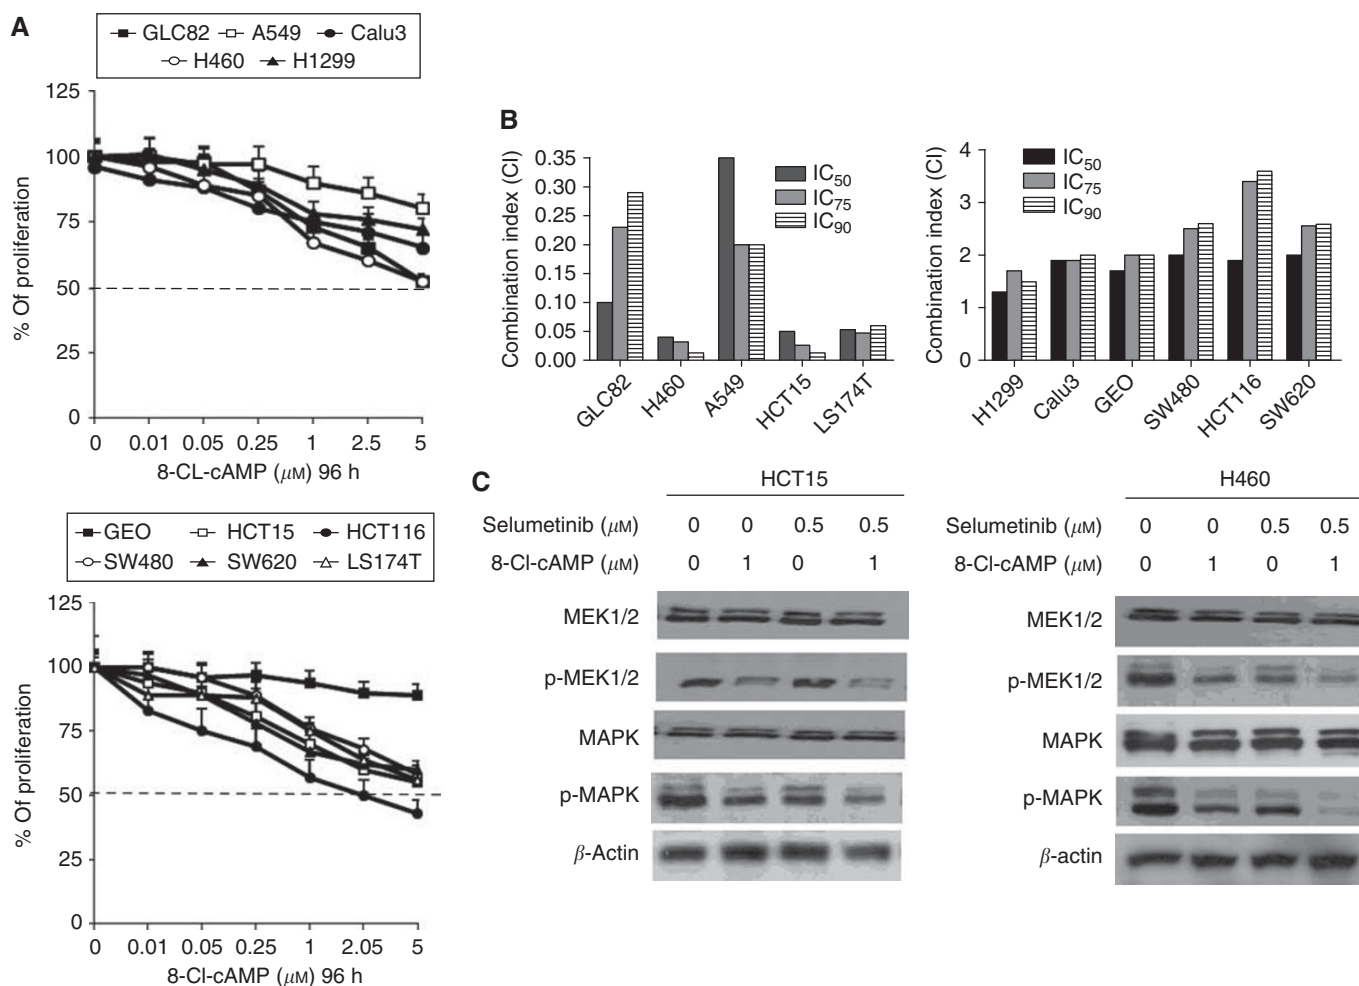 A
GLC82 A549 Calu3
H460 H1299
125
100
75
50
25
0
% Of proliferation
0 0.01 0.05 0.25 1 2.5 5
8-CL-cAMP (μM) 96 h
GEO HCT15 HCT116
SW480 SW620 LS174T
125
100
75
50
25
0
% Of proliferation
0 0.01 0.05 0.25 1 2.05 5
8-Cl-cAMP (μM) 96 h
B
Combination index (CI)
0.35
0.30
0.25
0.20
0.15
0.10
0.05
0.00
IC50
IC75
IC90
GLC82 H460 A549 HCT15 LS174T
Combination index (CI)
4
3
2
1
0
IC50
IC75
IC90
H1299 Calu3 GEO SW480 HCT116 SW620
C
HCT15
Selumetinib (μM) 0 0 0.5 0.5
8-Cl-cAMP (μM) 0 1 0 1
MEK1/2
p-MEK1/2
MAPK
p-MAPK
β-Actin
H460
Selumetinib (μM) 0 0 0.5 0.5
8-Cl-cAMP (μM) 0 1 0 1
MEK1/2
p-MEK1/2
MAPK
p-MAPK
β-actin